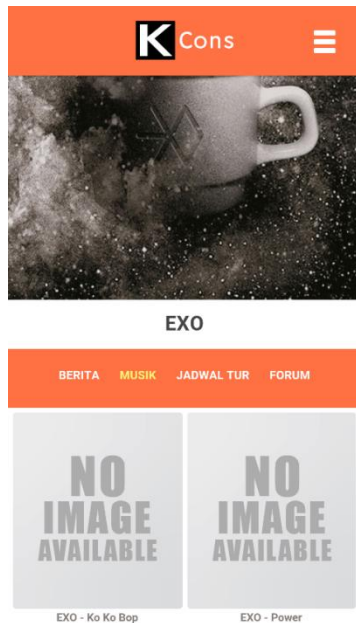 K Cons
EXO
BERITA MUSIK JADWAL TUR FORUM
NO IMAGE AVAILABLE
NO IMAGE AVAILABLE
EXO - Ko Ko Bop
EXO - Power